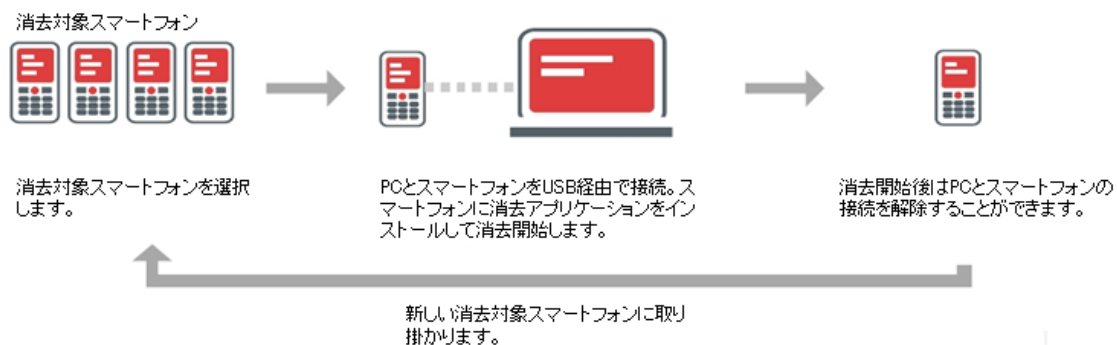 消去対象スマートフォン
消去対象スマートフォンを選択
します。
PCとスマートフォンをUSB経由で接続。ス
マートフォンに消去アプリケーションをイン
ストールして消去開始します。
消去開始後はPCとスマートフォンの
接続を解除することができます。
新しい消去対象スマートフォンに取り
掛かります。